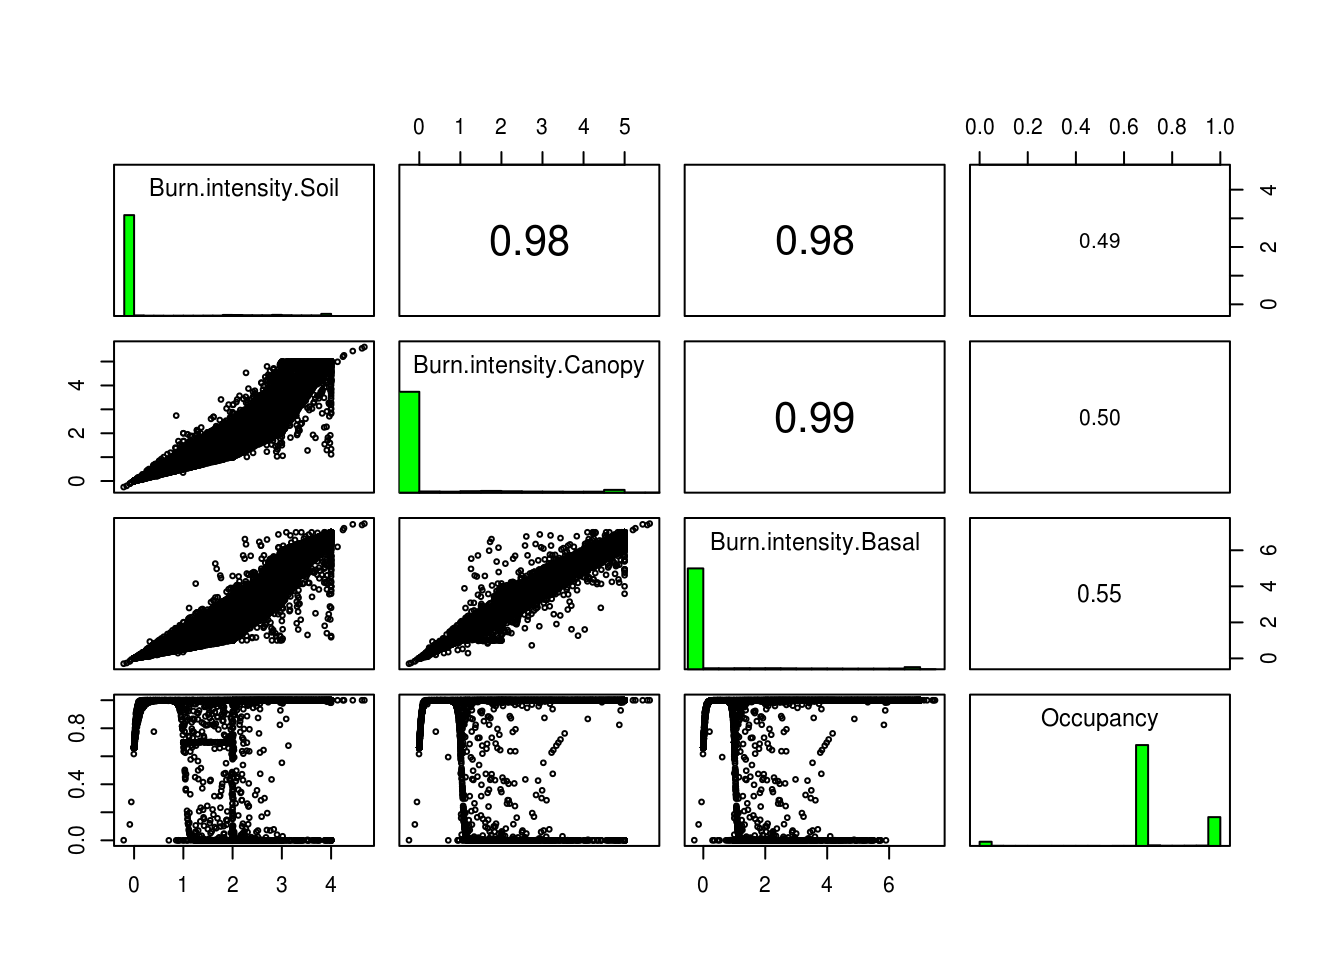 0 1 2 3 4 5
0.0 0.2 0.4 0.6 0.8 1.0
Burn.intensity.Soil
0.98
0.98
0.49
0 2 4
0 2 4
Burn.intensity.Canopy
0.99
0.50
Burn.intensity.Basal
0.55
0 2 4 6
0.0 0.4 0.8
Occupancy
0 1 2 3 4
0 2 4 6